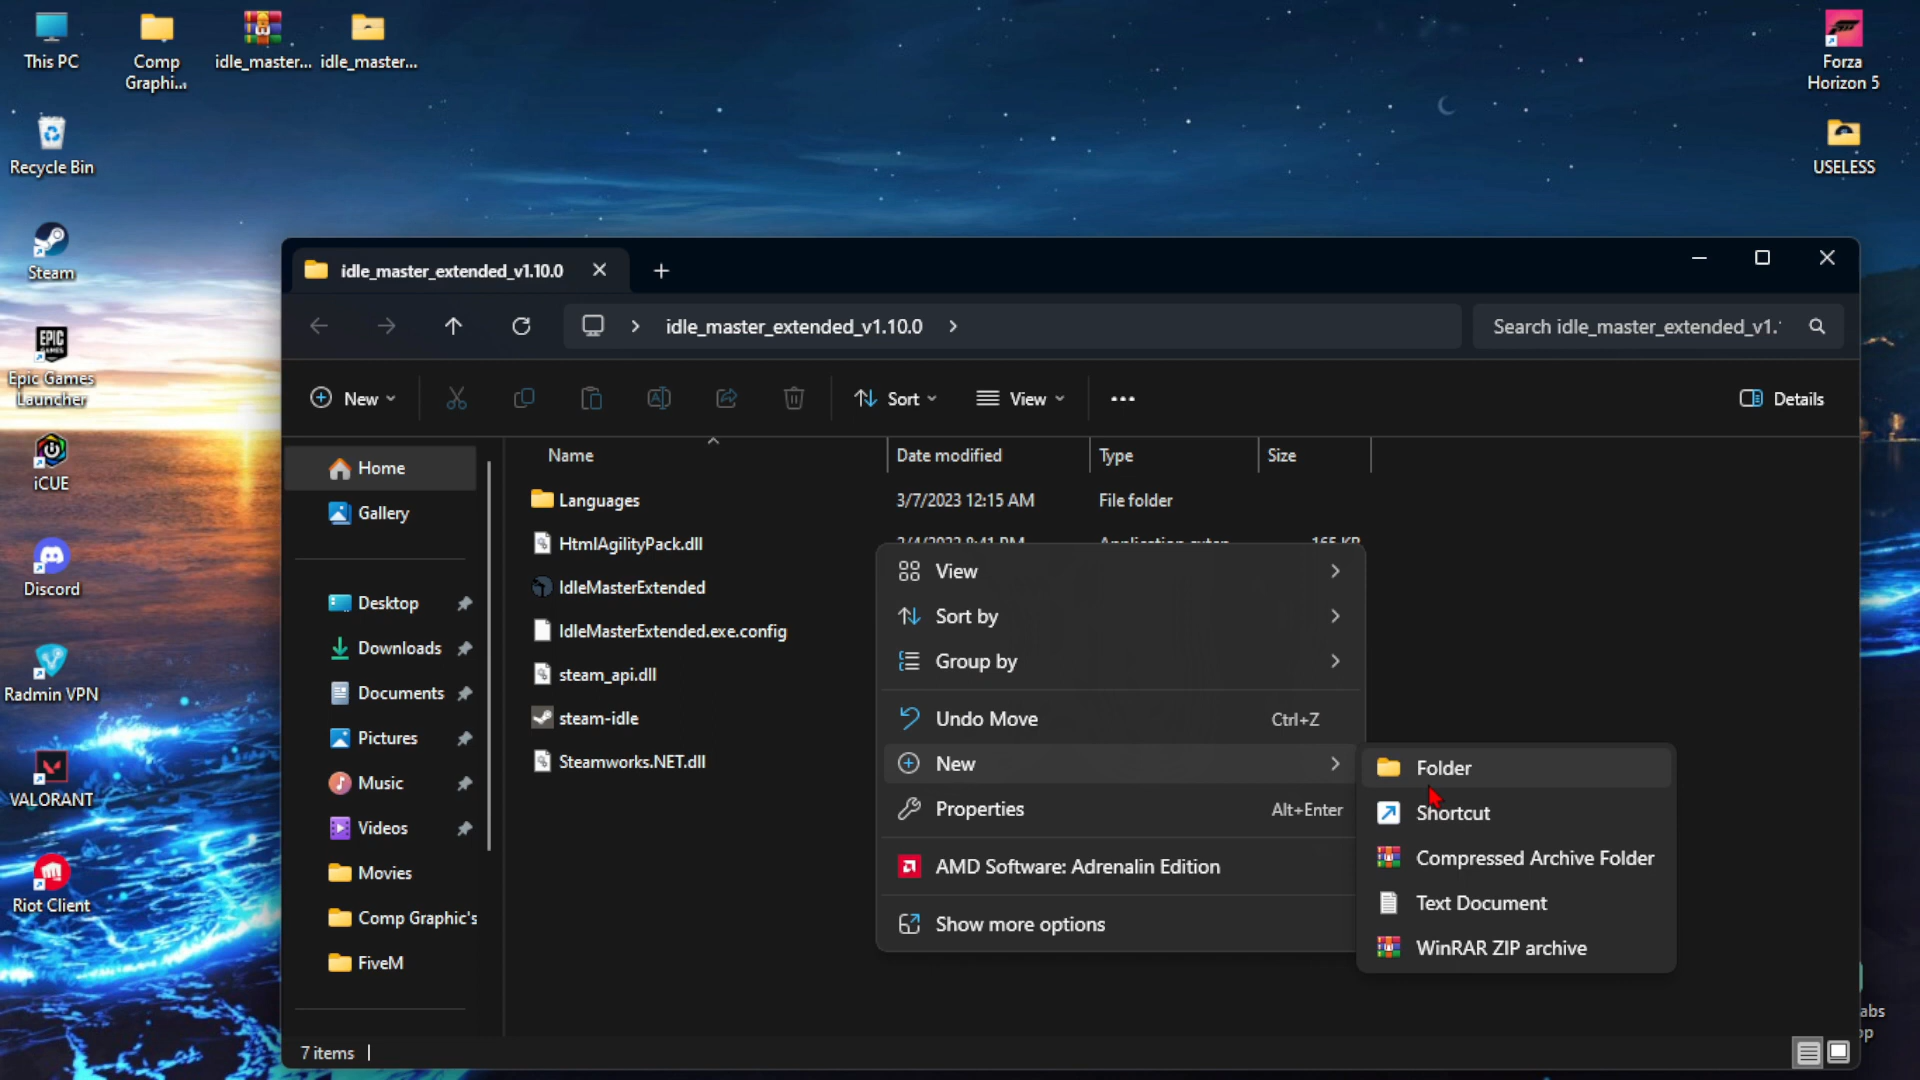 This PC
Comp
Graphi...
idle_master...
idle_master...
Forza
Horizon 5
Recycle Bin
USELESS
Steam
EPIC
GAMES
Epic Games
Launcher
iCUE
Discord
Radmin VPN
VALORANT
Riot Client
idle_master_extended_v1.10.0
idle_master_extended_v1.10.0
Search idle_master_extended_v1.
New
Sort
View
Details
Home
Gallery
Desktop
Downloads
Documents
Pictures
Music
Videos
Movies
Comp Graphic's
FiveM
Name
Date modified
Type
Size
Languages
3/7/2023 12:15 AM
File folder
HtmlAgilityPack.dll
IdleMasterExtended
IdleMasterExtended.exe.config
steam_api.dll
steam-idle
Steamworks.NET.dll
View
Sort by
Group by
Undo Move Ctrl+Z
New
Properties Alt+Enter
AMD Software: Adrenalin Edition
Show more options
Folder
Shortcut
Compressed Archive Folder
Text Document
WinRAR ZIP archive
7 items